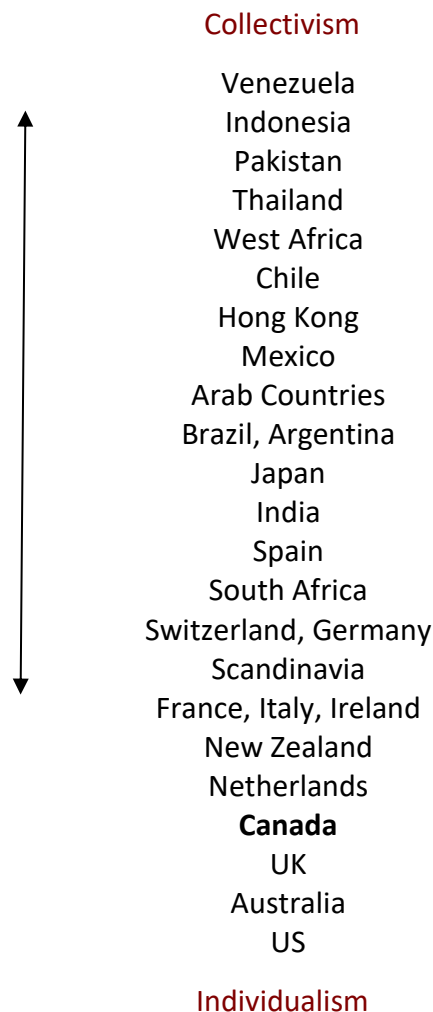 Collectivism
Venezuela
Indonesia
Pakistan
Thailand
West Africa
Chile
Hong Kong
Mexico
Arab Countries
Brazil, Argentina
Japan
India
Spain
South Africa
Switzerland, Germany
Scandinavia
France, Italy, Ireland
New Zealand
Netherlands
Canada
UK
Australia
US
Individualism